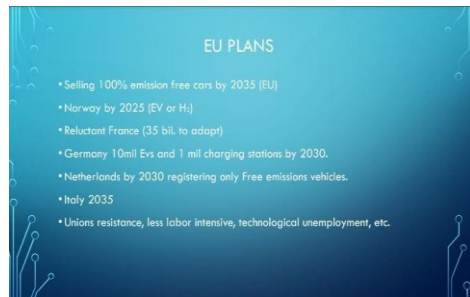 EU PLANS
• Selling 100% emission free cars by 2035 (EU)
• Norway by 2025 (EV or H₂)
• Reluctant France (35 bil. to adapt)
• Germany 10mil Evs and 1 mil charging stations by 2030.
• Netherlands by 2030 registering only Free emissions vehicles.
• Italy 2035
• Unions resistance, less labor intensive, technological unemployment, etc.